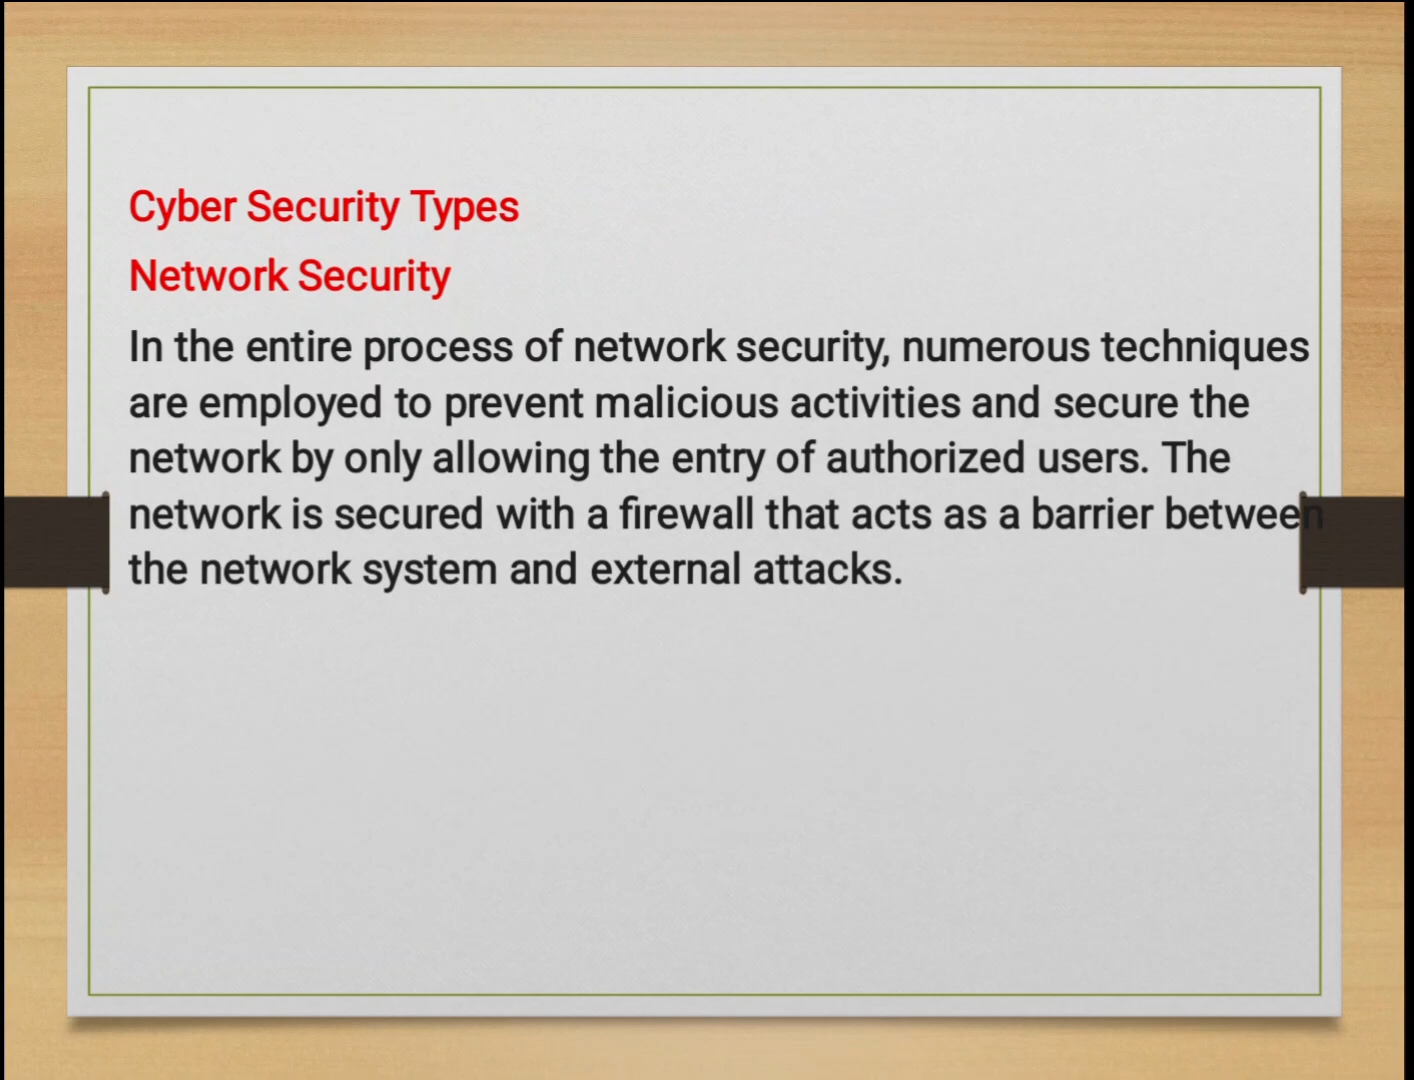 Cyber Security Types
Network Security
In the entire process of network security, numerous techniques
are employed to prevent malicious activities and secure the
network by only allowing the entry of authorized users. The
network is secured with a firewall that acts as a barrier between
the network system and external attacks.